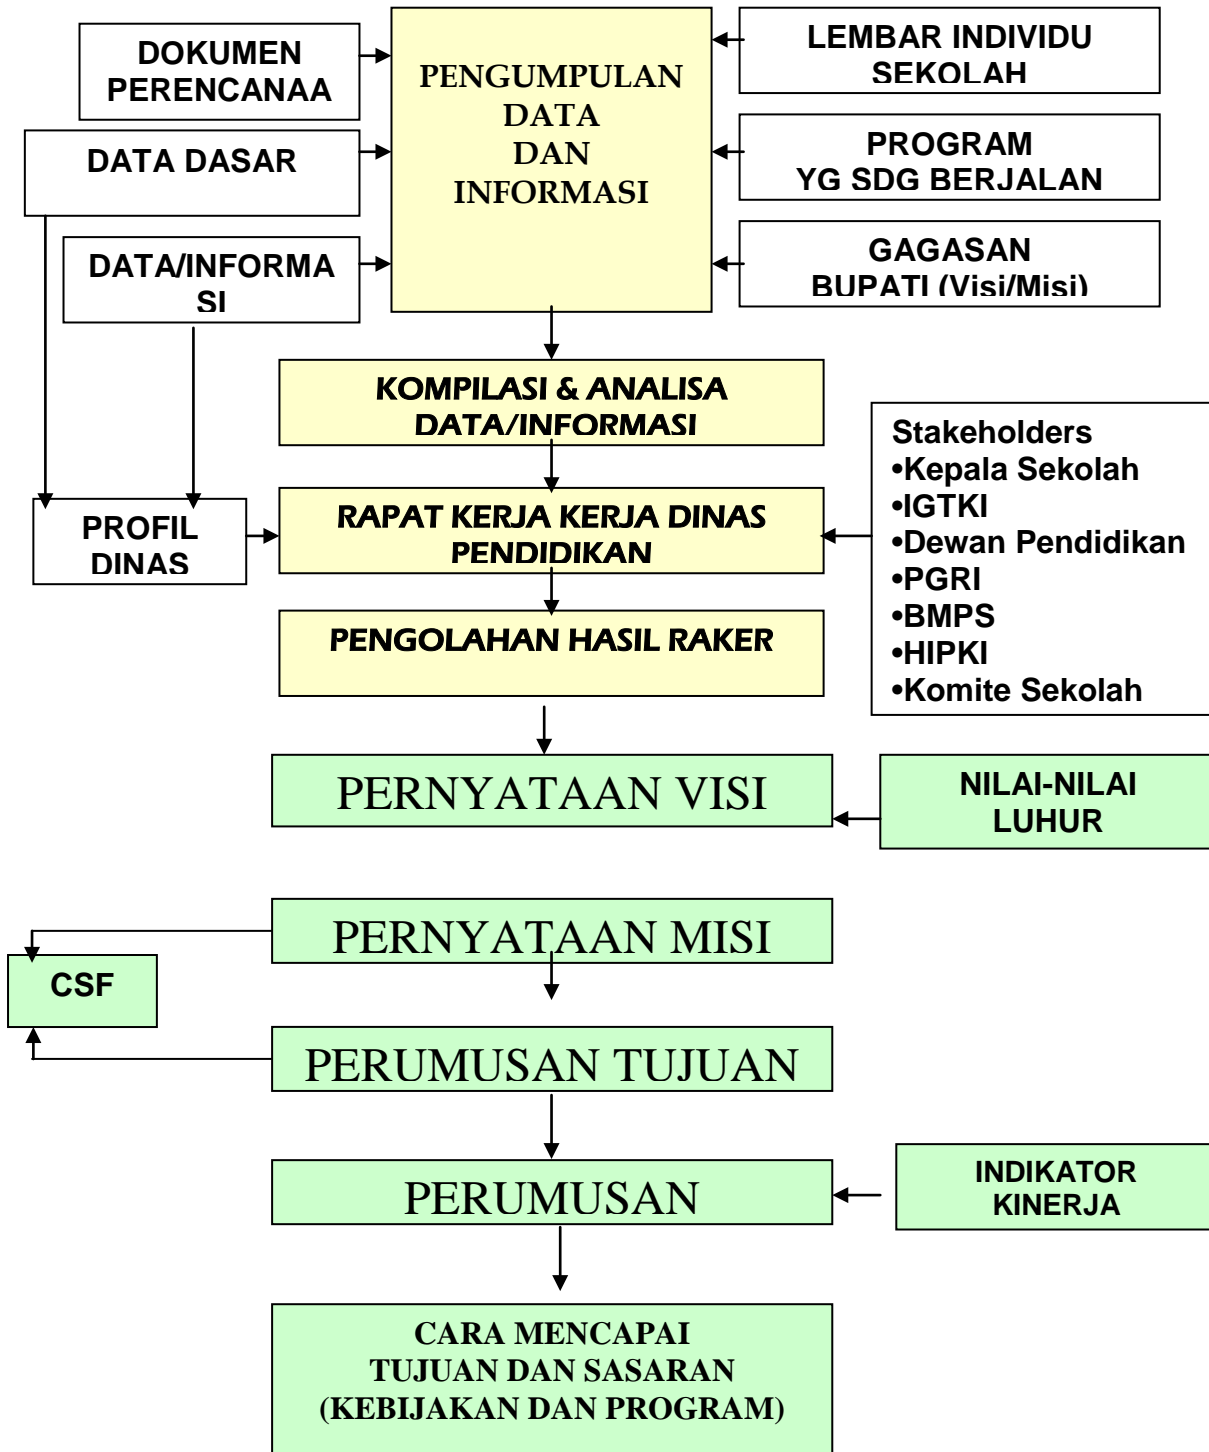 DOKUMEN
PERENCANAA
DATA DASAR
DATA/INFORMA
SI
PENGUMPULAN
DATA
DAN
INFORMASI
LEMBAR INDIVIDU
SEKOLAH
PROGRAM
YG SDG BERJALAN
GAGASAN
BUPATI (Visi/Misi)
KOMPILASI & ANALISA
DATA/INFORMASI
PROFIL
DINAS
RAPAT KERJA KERJA DINAS
PENDIDIKAN
Stakeholders
•Kepala Sekolah
•IGTKI
•Dewan Pendidikan
•PGRI
•BMPS
•HIPKI
•Komite Sekolah
PENGOLAHAN HASIL RAKER
PERNYATAAN VISI
NILAI-NILAI
LUHUR
PERNYATAAN MISI
CSF
PERUMUSAN TUJUAN
PERUMUSAN
INDIKATOR
KINERJA
CARA MENCAPAI
TUJUAN DAN SASARAN
(KEBIJAKAN DAN PROGRAM)